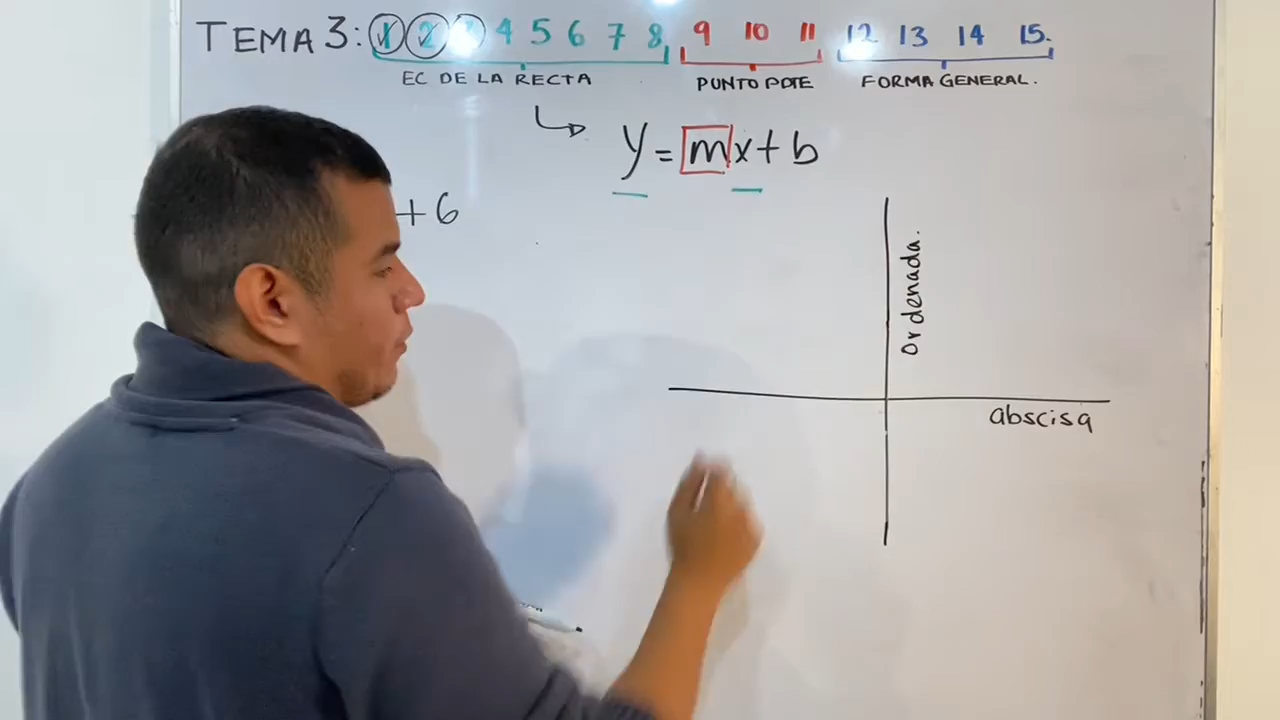 TEMA 3: 1 2 3 4 5 6 7 8, 9 10 11 12 13 14 15.
EC DE LA RECTA PUNTO PDTE FORMA GENERAL.
y = mx + b
+ 6
ordenada.
abscisa